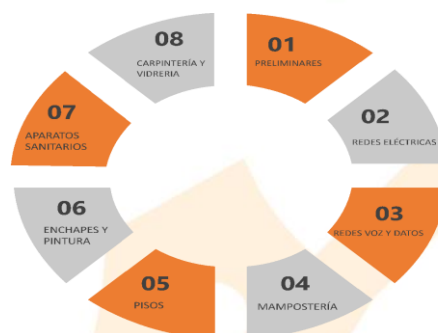 01
PRELIMINARES
02
REDES ELÉCTRICAS
03
REDES VOZ Y DATOS
04
MAMPOSTERÍA
05
PISOS
06
ENCHAPES Y
PINTURA
07
APARATOS
SANITARIOS
08
CARPINTERÍA Y
VIDRERIA